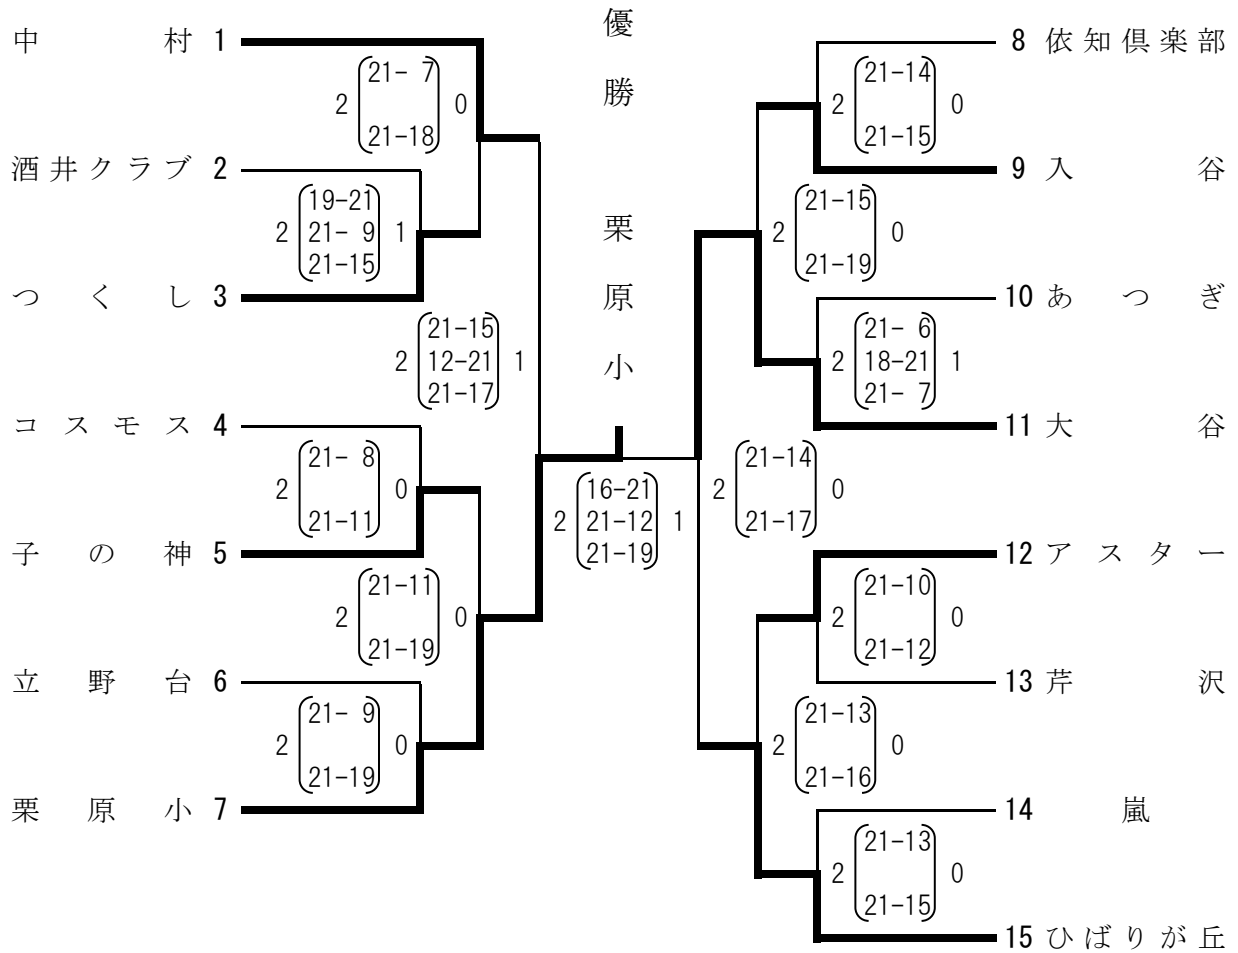 優勝 栗原小
中村 1
21- 7
2 0
21-18
酒井クラブ 2
19-21
2 21- 9 1
21-15
つくし 3
21-15
2 12-21 1
21-17
コスモス 4
21- 8
2 0
21-11
子の神 5
21-11
2 0
21-19
立野台 6
21- 9
2 0
21-19
栗原小 7
16-21
2 21-12 1
21-19
8 依知倶楽部
21-14
2 0
21-15
9 入谷
21-15
2 0
21-19
10 あつぎ
21- 6
2 18-21 1
21- 7
11 大谷
21-14
2 0
21-17
12 アスター
21-10
2 0
21-12
13 芹沢
21-13
2 0
21-16
14 嵐
21-13
2 0
21-15
15 ひばりが丘